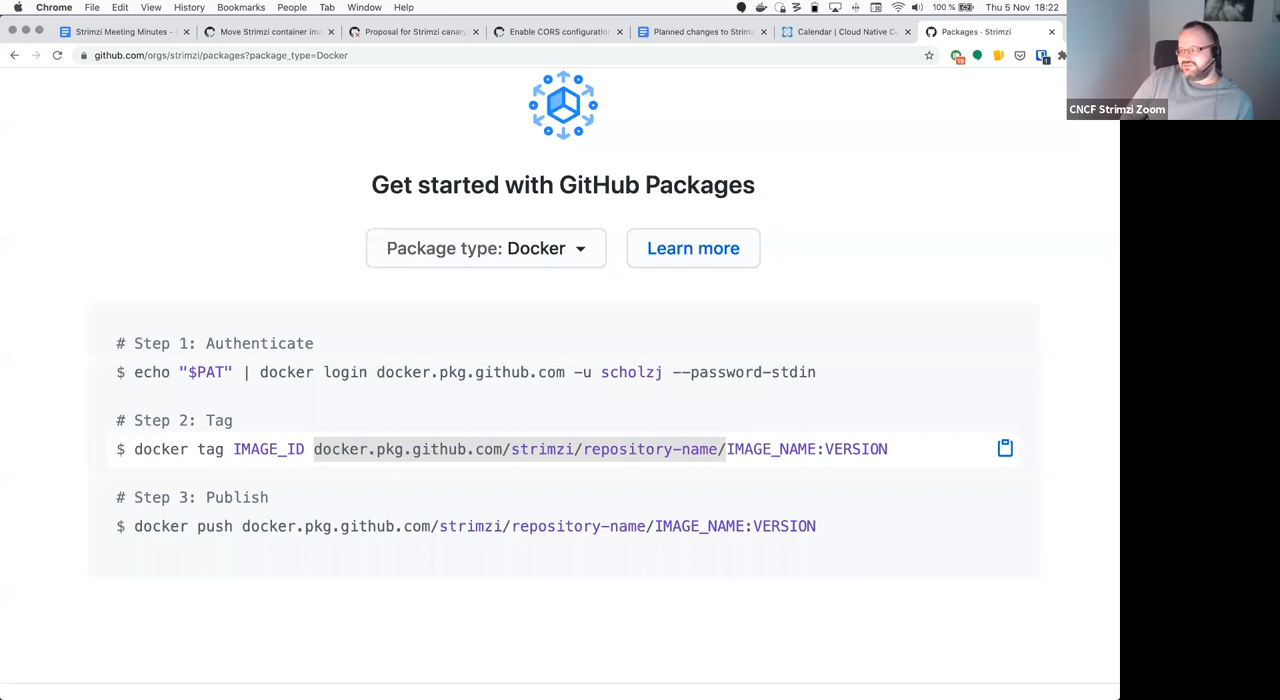 Chrome File Edit View History Bookmarks People Tab Window Help 100 % Thu 5 Nov 18:22
Strimzi Meeting Minutes - Move Strimzi container im Proposal for Strimzi canar Enable CORS configuration Planned changes to Strimz Calendar | Cloud Native C Packages · Strimzi
github.com/orgs/strimzi/packages?package_type=Docker
CNCF Strimzi Zoom
Get started with GitHub Packages
Package type: Docker Learn more
# Step 1: Authenticate
$ echo "$PAT" | docker login docker.pkg.github.com -u scholzj --password-stdin
# Step 2: Tag
$ docker tag IMAGE_ID docker.pkg.github.com/strimzi/repository-name/IMAGE_NAME:VERSION
# Step 3: Publish
$ docker push docker.pkg.github.com/strimzi/repository-name/IMAGE_NAME:VERSION